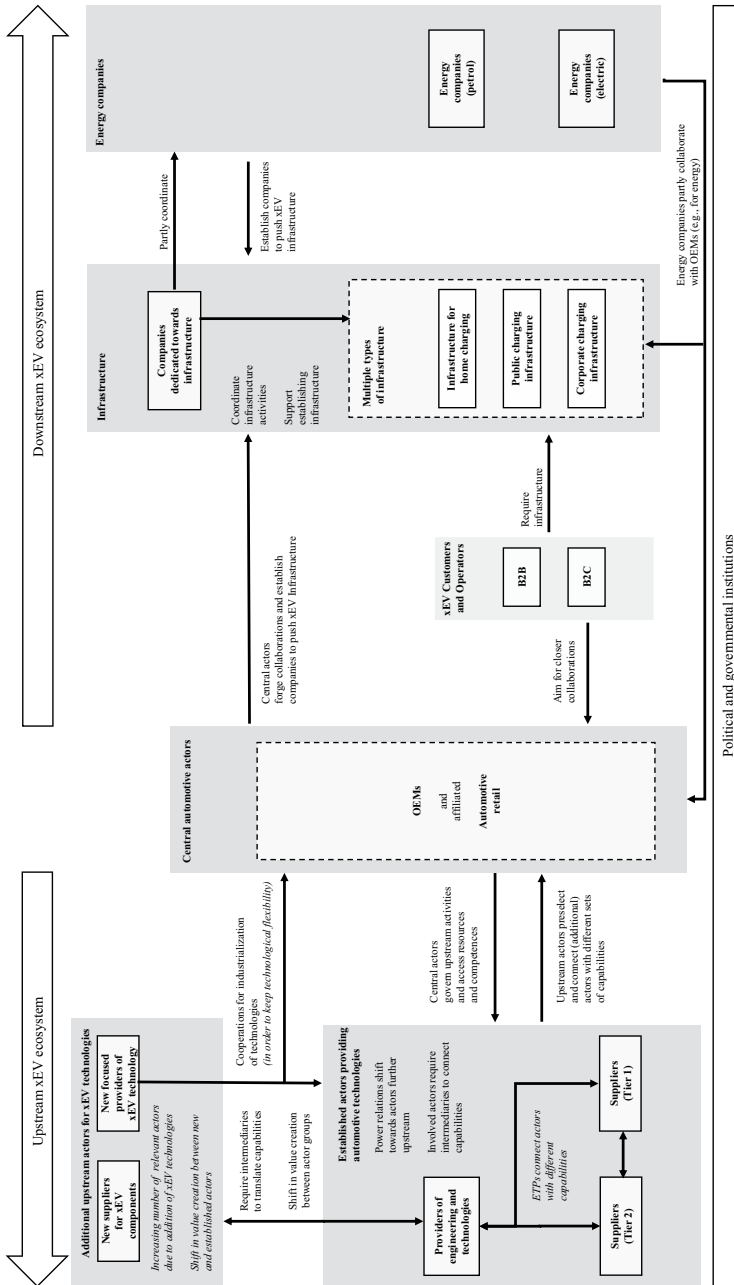 Upstream xEV ecosystem
Downstream xEV ecosystem
Additional upstream actors for xEV technologies
New suppliers
for xEV
components
New focused
providers of
xEV technology
Increasing number of relevant actors
due to addition of xEV technologies
Shift in value creation between new
and established actors
Require intermediaries
to translate capabilities
Shift in value creation
between actor groups
Cooperations for industrialization
of technologies
(in order to keep technological flexibility)
Established actors providing
automotive technologies
Power relations shift
towards actors further
upstream
Involved actors require
intermediaries to connect
capabilities
Providers of
engineering and
technologies
ETPs connect actors
with different
capabilities
Suppliers
(Tier 2)
Suppliers
(Tier 1)
Central actors
govern upstream activities
and access resources
and competences
Upstream actors preselect
and connect (additional)
actors with different sets
of capabilities
Central automotive actors
OEMs
and
affiliated
Automotive
retail
Central actors
forge collaborations and establish
companies to push xEV Infrastructure
Aim for closer
collaborations
xEV Customers
and Operators
B2B
B2C
Require
infrastructure
Infrastructure
Companies
dedicated towards
infrastructure
Coordinate
infrastructure
activities
Support
establishing
infrastructure
Multiple types
of infrastructure
Infrastructure for
home charging
Public charging
infrastructure
Corporate charging
infrastructure
Partly coordinate
Establish companies
to push xEV
infrastructure
Energy companies
Energy
companies
(petrol)
Energy
companies
(electric)
Energy companies partly collaborate
with OEMs (e.g., for energy)
Political and governmental institutions